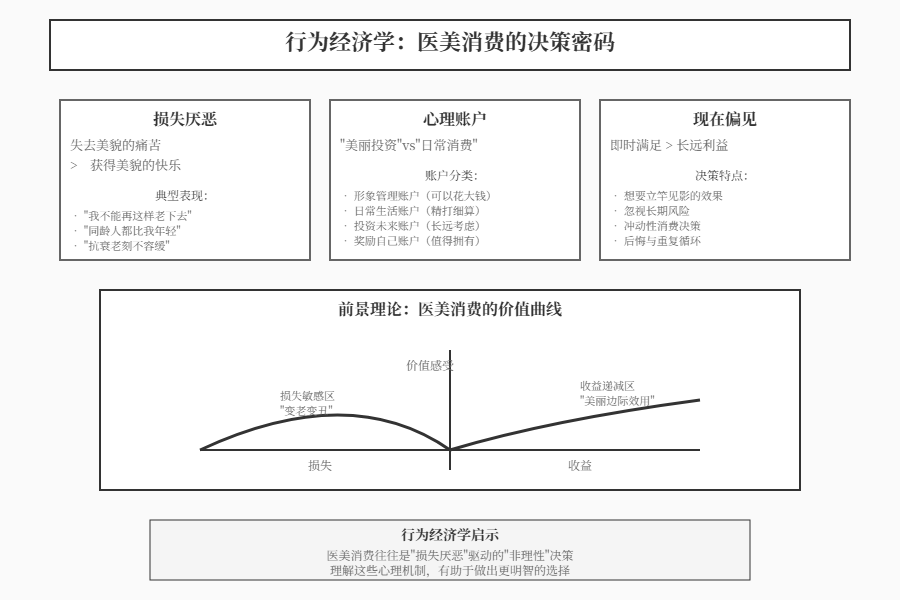 行为经济学：医美消费的决策密码
损失厌恶
失去美貌的痛苦
> 获得美貌的快乐
典型表现：
· "我不能再这样老下去"
· "同龄人都比我年轻"
· "抗衰老刻不容缓"
心理账户
"美丽投资"vs"日常消费"
账户分类：
· 形象管理账户（可以花大钱）
· 日常生活账户（精打细算）
· 投资未来账户（长远考虑）
· 奖励自己账户（值得拥有）
现在偏见
即时满足 > 长远利益
决策特点：
· 想要立竿见影的效果
· 忽视长期风险
· 冲动性消费决策
· 后悔与重复循环
前景理论：医美消费的价值曲线
价值感受
损失敏感区
"变老变丑"
收益递减区
"美丽边际效用"
损失
收益
行为经济学启示
医美消费往往是"损失厌恶"驱动的"非理性"决策
理解这些心理机制，有助于做出更明智的选择